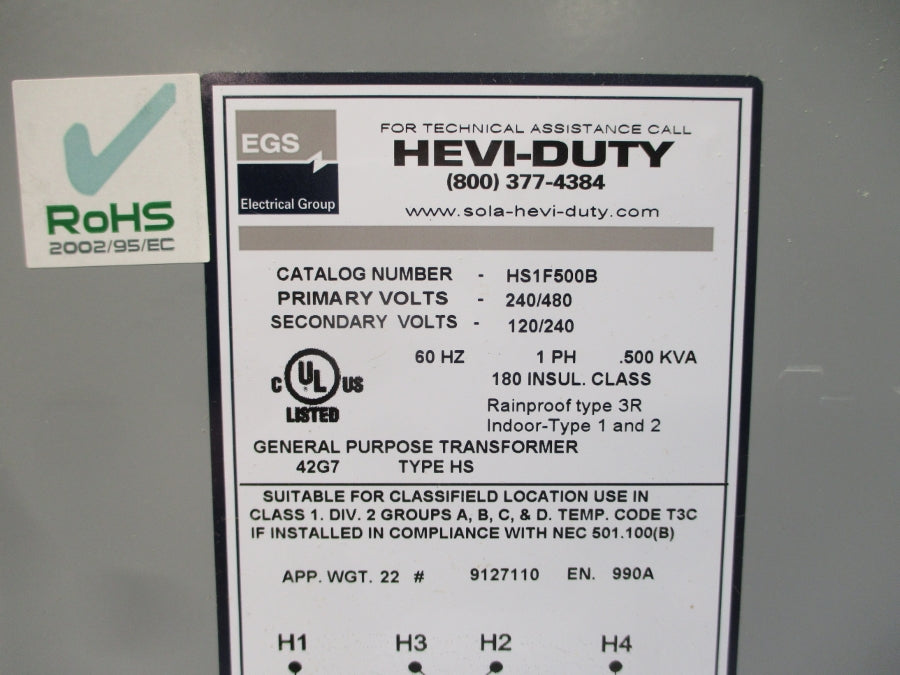 RoHS
2002/95/EC
EGS
Electrical Group
FOR TECHNICAL ASSISTANCE CALL
HEVI-DUTY
(800) 377-4384
www.sola-hevi-duty.com
CATALOG NUMBER - HS1F500B
PRIMARY VOLTS - 240/480
SECONDARY VOLTS - 120/240
60 HZ 1 PH .500 KVA
180 INSUL. CLASS
C UL US
LISTED
Rainproof type 3R
Indoor-Type 1 and 2
GENERAL PURPOSE TRANSFORMER
42G7 TYPE HS
SUITABLE FOR CLASSIFIELD LOCATION USE IN
CLASS 1. DIV. 2 GROUPS A, B, C, & D. TEMP. CODE T3C
IF INSTALLED IN COMPLIANCE WITH NEC 501.100(B)
APP. WGT. 22 # 9127110 EN. 990A
H1 H3 H2 H4